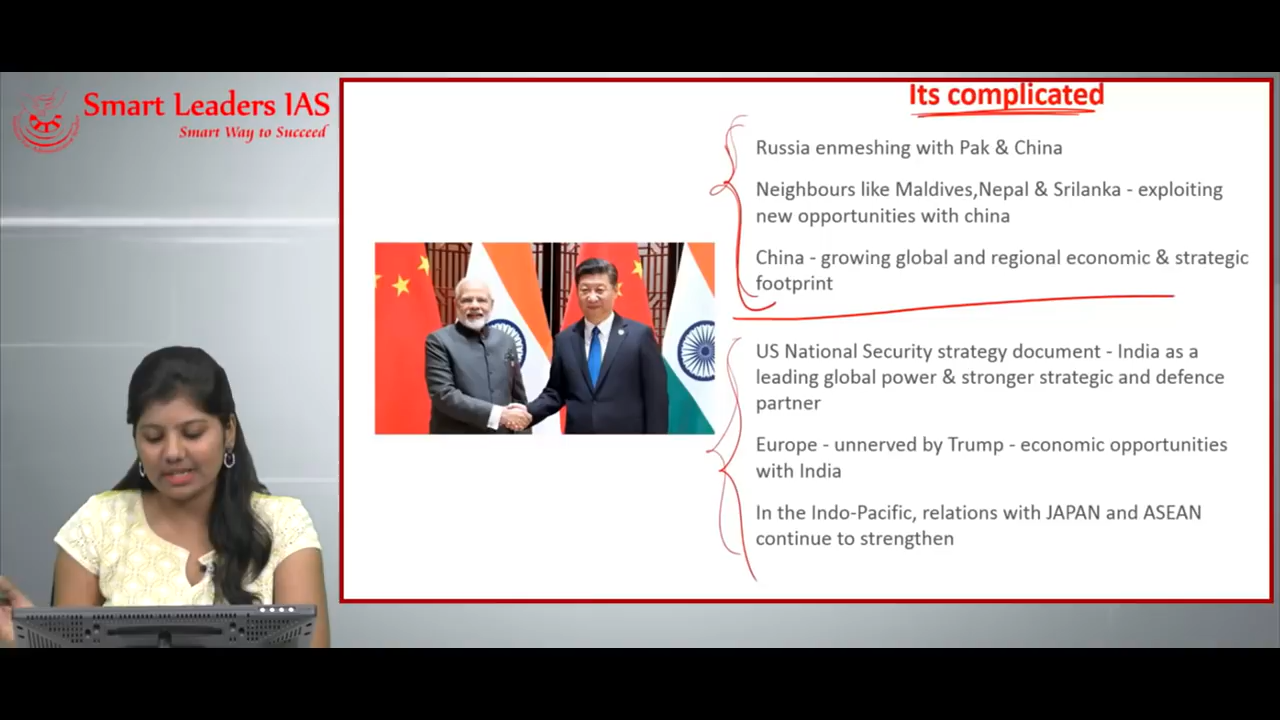 Smart Leaders IAS
Smart Way to Succeed
Its complicated
Russia enmeshing with Pak & China
Neighbours like Maldives,Nepal & Srilanka - exploiting
new opportunities with china
China - growing global and regional economic & strategic
footprint
US National Security strategy document - India as a
leading global power & stronger strategic and defence
partner
Europe - unnerved by Trump - economic opportunities
with India
In the Indo-Pacific, relations with JAPAN and ASEAN
continue to strengthen